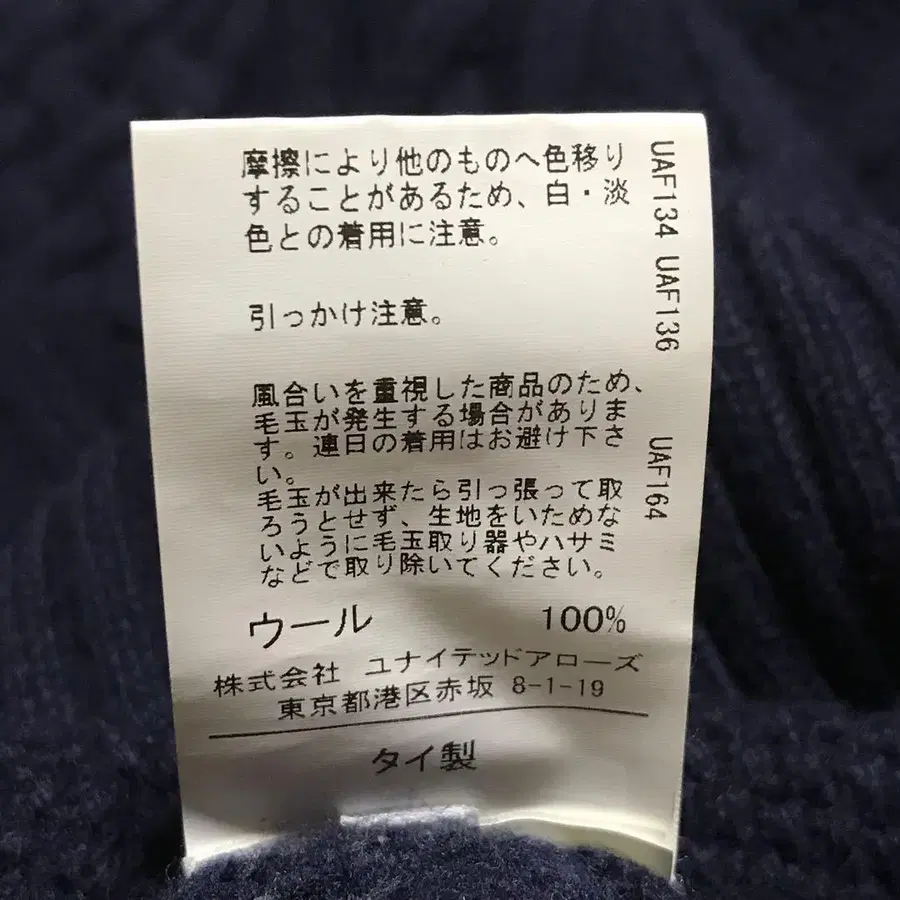 摩擦により他のものへ色移り
することがあるため、白・淡
色との着用に注意。
引っかけ注意。
風合いを重視した商品のため、
毛玉が発生する場合がありま
す。連日の着用はお避け下さ
い。
毛玉が出来たら引っ張って取
ろうとせず、生地をいためな
いように毛玉取り器やハサミ
などで取り除いてください。
ウール 100%
株式会社 ユナイテッドアローズ
東京都港区赤坂 8-1-19
タイ製
UAF134 UAF136
UAF164